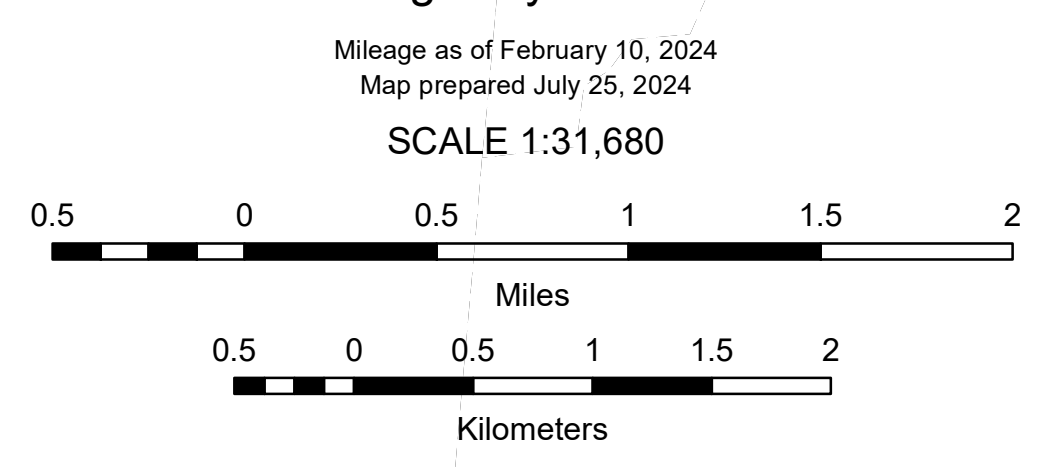 Mileage as of February 10, 2024
Map prepared July 25, 2024
SCALE 1:31,680
0.5 0 0.5 1 1.5 2
Miles
0.5 0 0.5 1 1.5 2
Kilometers